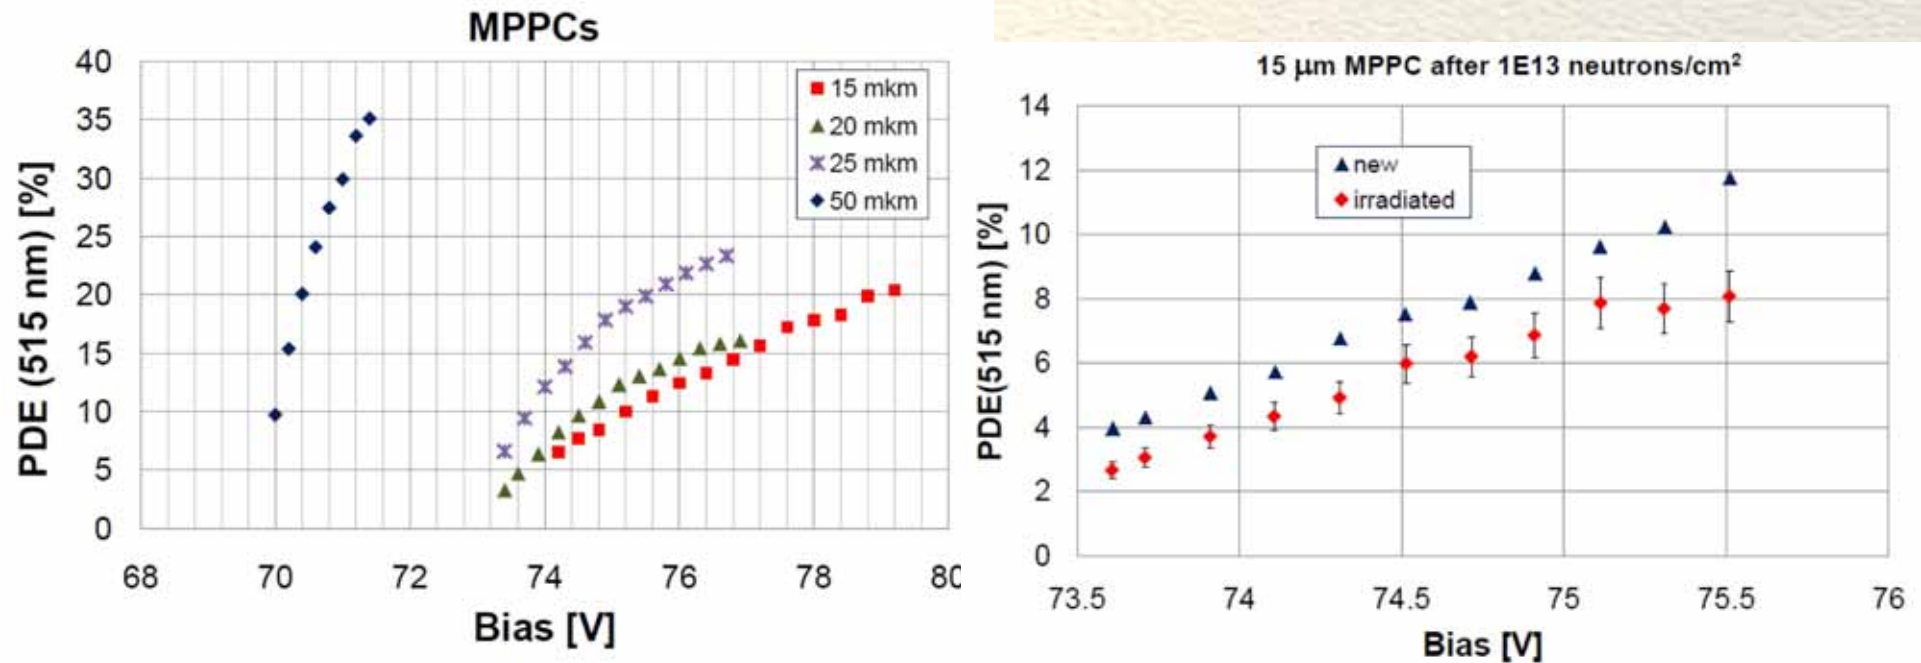 MPPCs
PDE (515 nm) [%]
40
35
30
25
20
15
10
5
0
68 70 72 74 76 78 80
Bias [V]
15 mkm
20 mkm
25 mkm
50 mkm
15 μm MPPC after 1E13 neutrons/cm²
PDE(515 nm) [%]
14
12
10
8
6
4
2
0
73.5 74 74.5 75 75.5 76
Bias [V]
new
irradiated